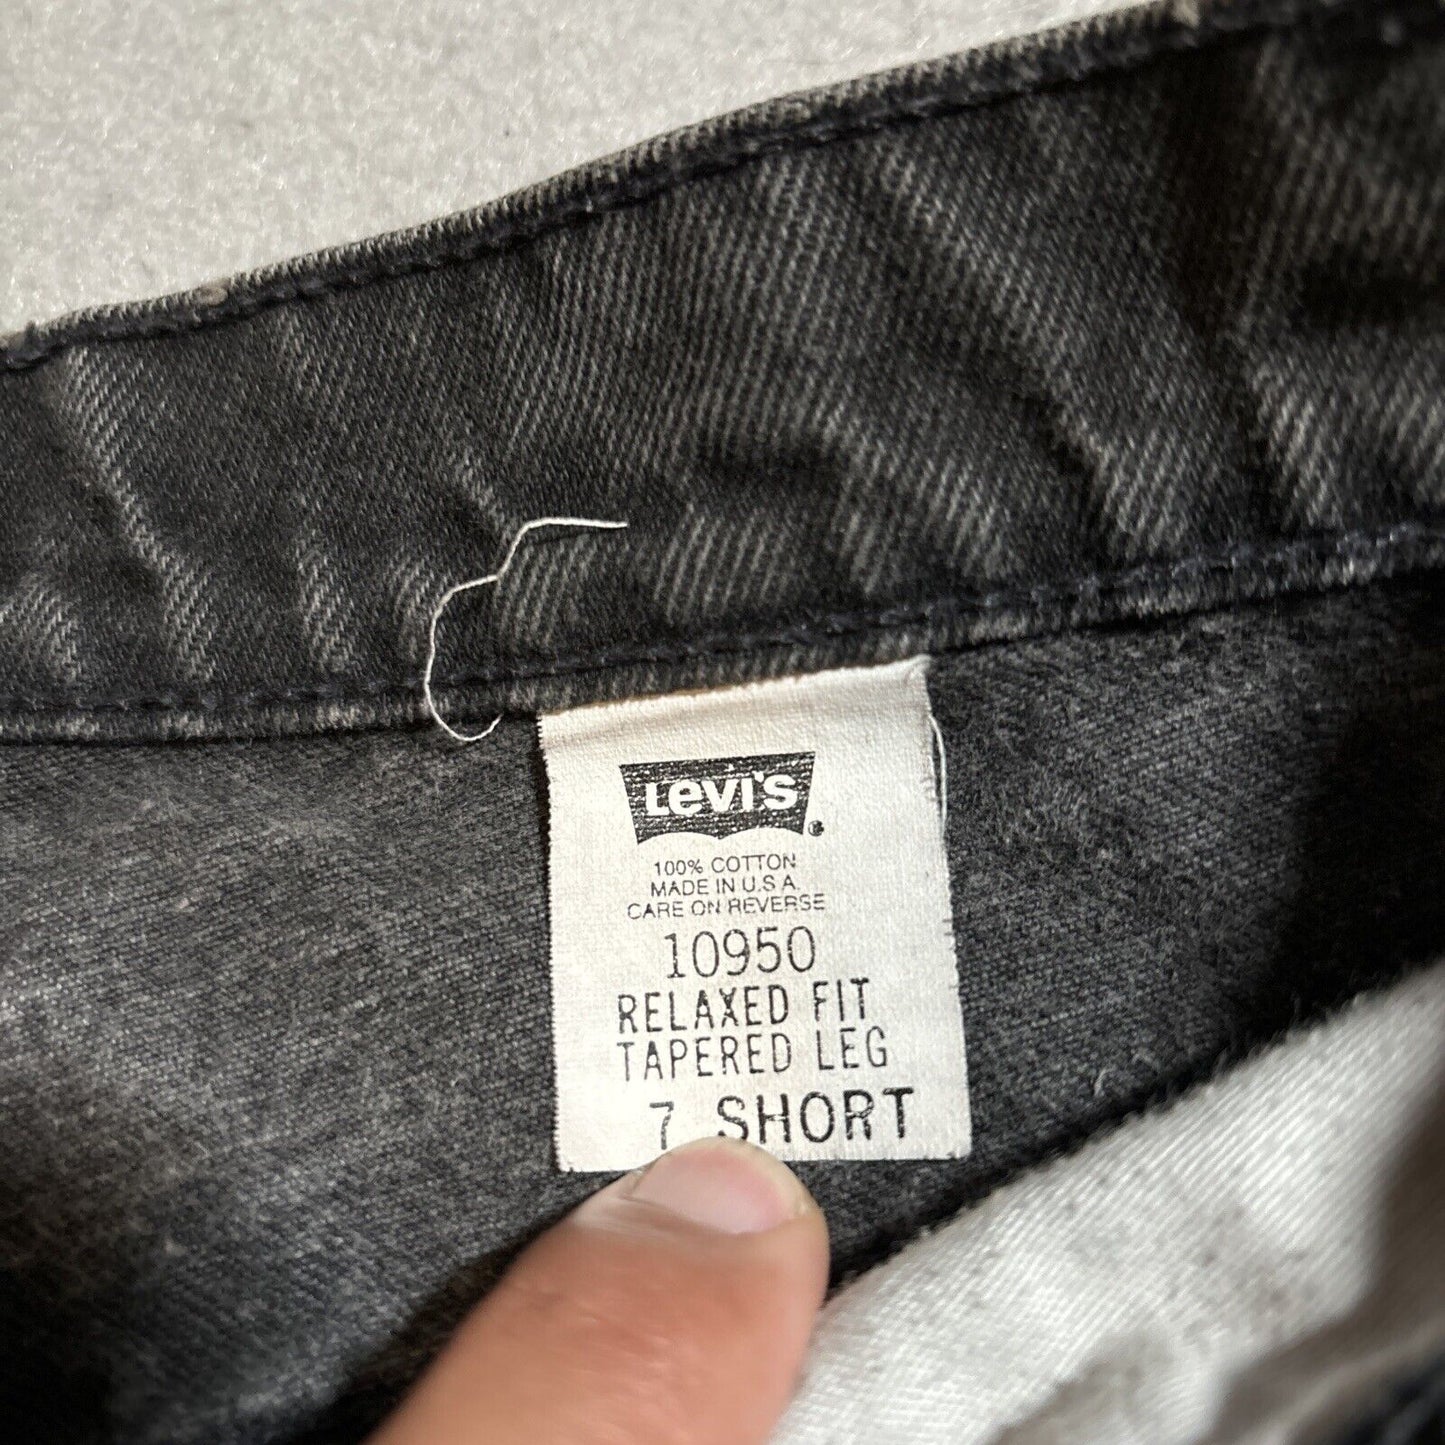 Levi's
100% COTTON
MADE IN U.S.A.
CARE ON REVERSE
10950
RELAXED FIT
TAPERED LEG
7 SHORT